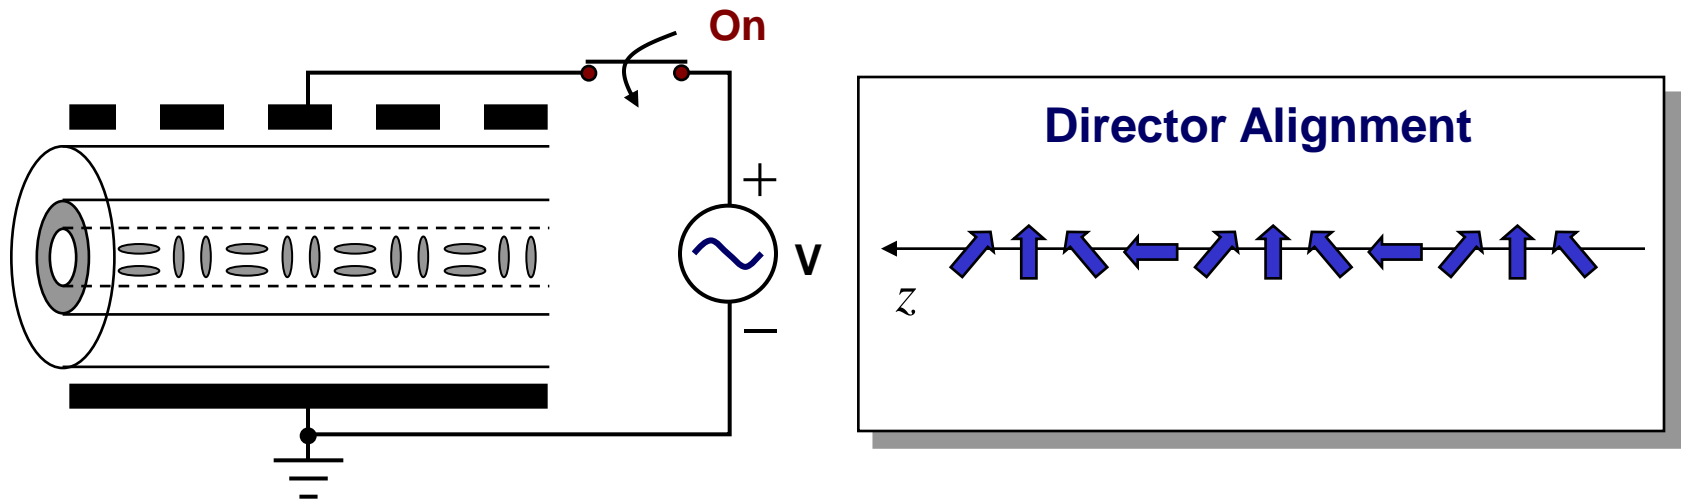 On
Director Alignment
+
V
z
−